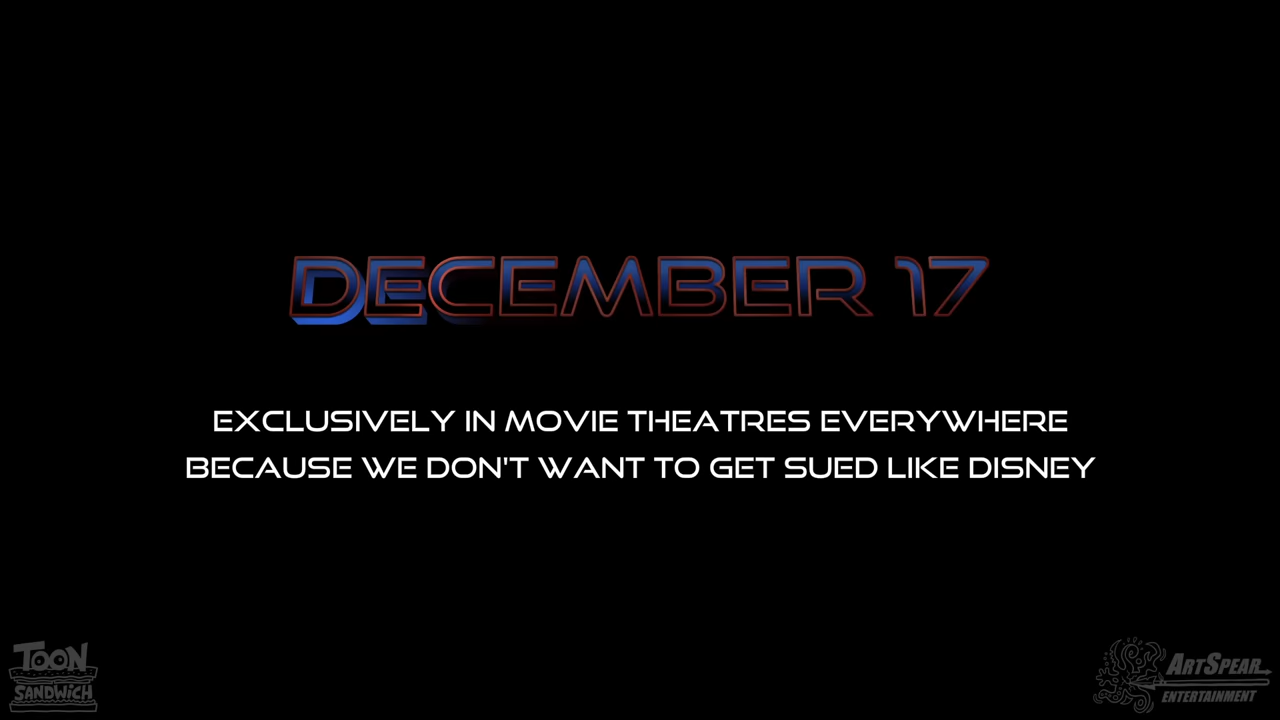 DECEMBER 17
EXCLUSIVELY IN MOVIE THEATRES EVERYWHERE
BECAUSE WE DON'T WANT TO GET SUED LIKE DISNEY
TOON
SANDWICH
ARTSPEAR
ENTERTAINMENT